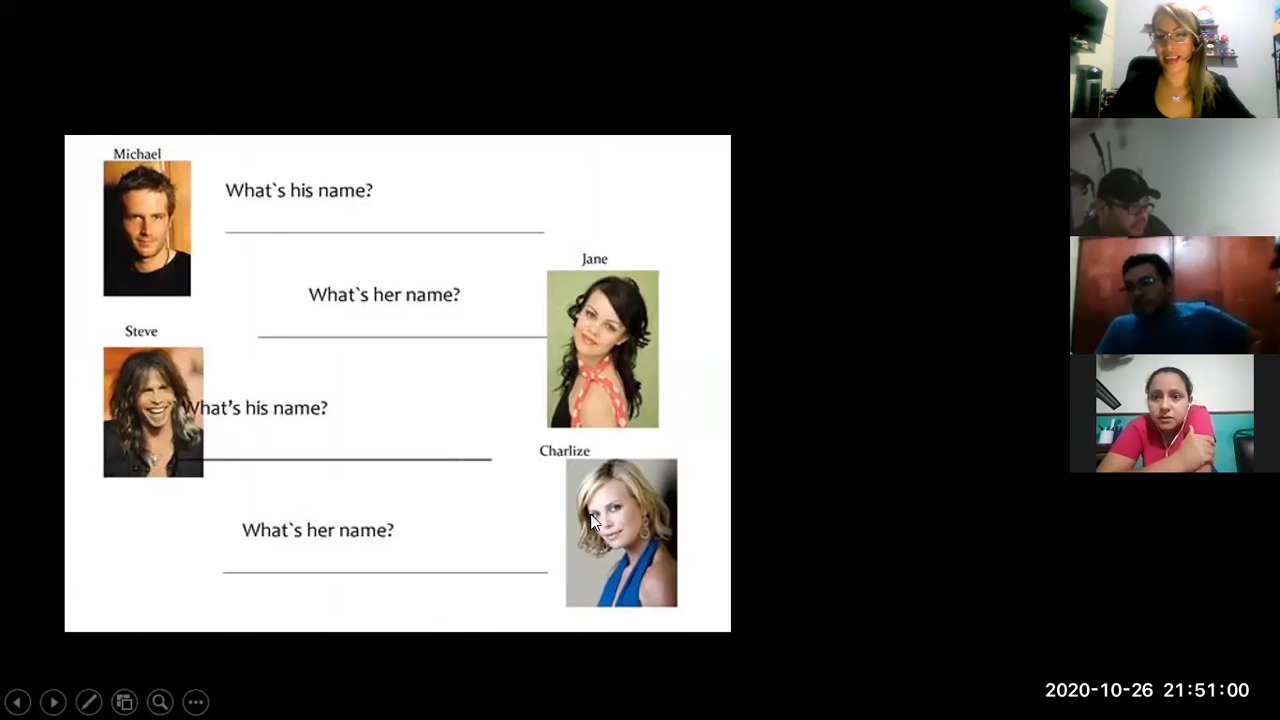 Michael
What`s his name?
Jane
What`s her name?
Steve
What's his name?
Charlize
What`s her name?
2020-10-26 21:51:00